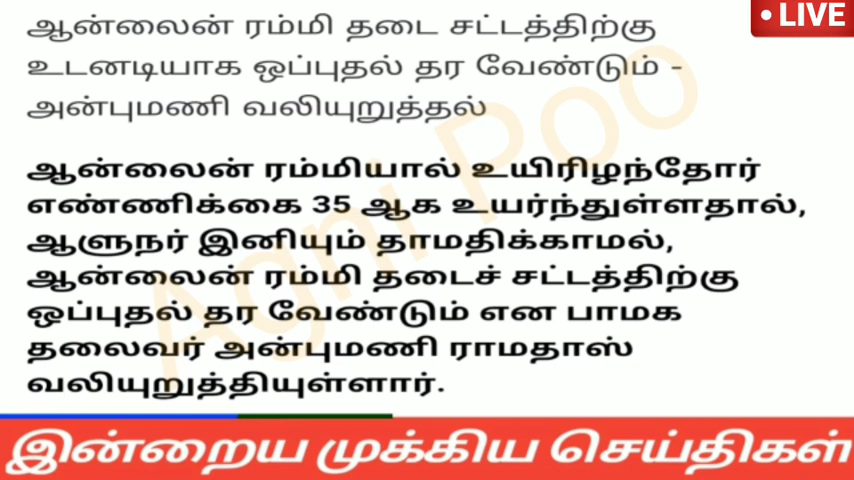 • LIVE
ஆன்லைன் ரம்மி தடை சட்டத்திற்கு
உடனடியாக ஒப்புதல் தர வேண்டும் -
அன்புமணி வலியுறுத்தல்
ஆன்லைன் ரம்மியால் உயிரிழந்தோர்
எண்ணிக்கை 35 ஆக உயர்ந்துள்ளதால்,
ஆளுநர் இனியும் தாமதிக்காமல்,
ஆன்லைன் ரம்மி தடைச் சட்டத்திற்கு
ஒப்புதல் தர வேண்டும் என பாமக
தலைவர் அன்புமணி ராமதாஸ்
வலியுறுத்தியுள்ளார்.
Agni Poo
இன்றைய முக்கிய செய்திகள்